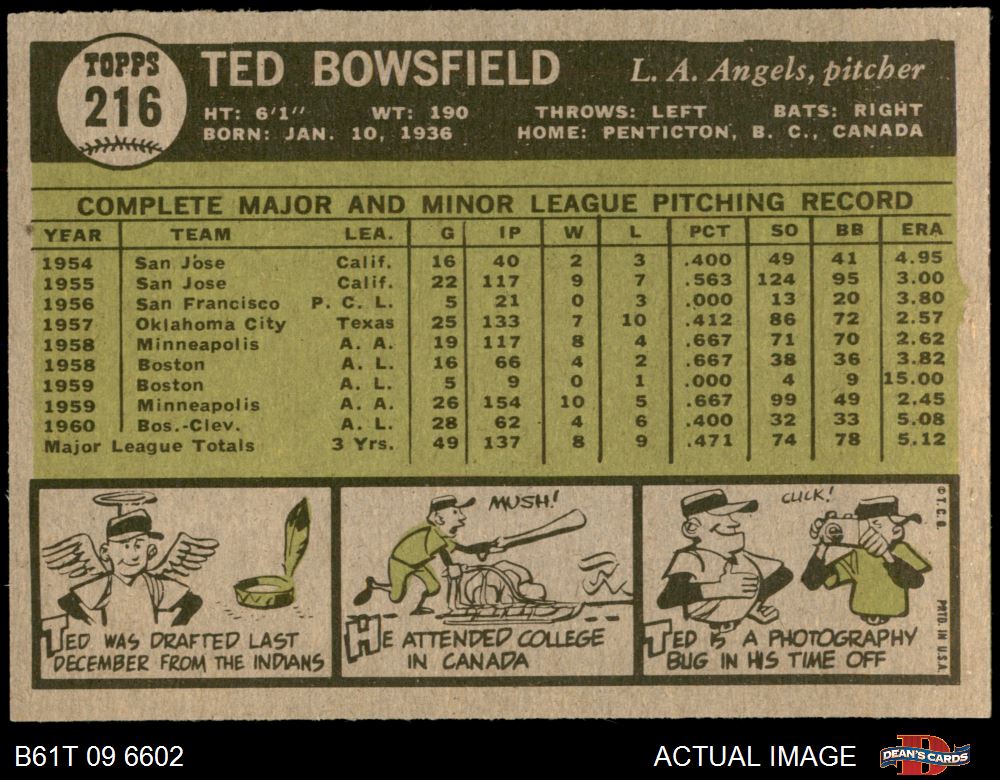 TOPPS
216
TED BOWSFIELD L. A. Angels, pitcher
HT: 6'1'' WT: 190 THROWS: LEFT BATS: RIGHT
BORN: JAN. 10, 1936 HOME: PENTICTON, B. C., CANADA
COMPLETE MAJOR AND MINOR LEAGUE PITCHING RECORD
YEAR TEAM LEA. G IP W L PCT SO BB ERA
1954 San Jose Calif. 16 40 2 3 .400 49 41 4.95
1955 San Jose Calif. 22 117 9 7 .563 124 95 3.00
1956 San Francisco P. C. L. 5 21 0 3 .000 13 20 3.80
1957 Oklahoma City Texas 25 133 7 10 .412 86 72 2.57
1958 Minneapolis A. A. 19 117 8 4 .667 71 70 2.62
1958 Boston A. L. 16 66 4 2 .667 38 36 3.82
1959 Boston A. L. 5 9 0 1 .000 4 9 15.00
1959 Minneapolis A. A. 26 154 10 5 .667 99 49 2.45
1960 Bos.-Clev. A. L. 28 62 4 6 .400 32 33 5.08
Major League Totals 3 Yrs. 49 137 8 9 .471 74 78 5.12
TED WAS DRAFTED LAST
DECEMBER FROM THE INDIANS
MUSH!
HE ATTENDED COLLEGE
IN CANADA
CLICK!
TED IS A PHOTOGRAPHY
BUG IN HIS TIME OFF
© T. C. G. PRTD. IN U.S.A.
B61T 09 6602 ACTUAL IMAGE
DEAN'S CARDS